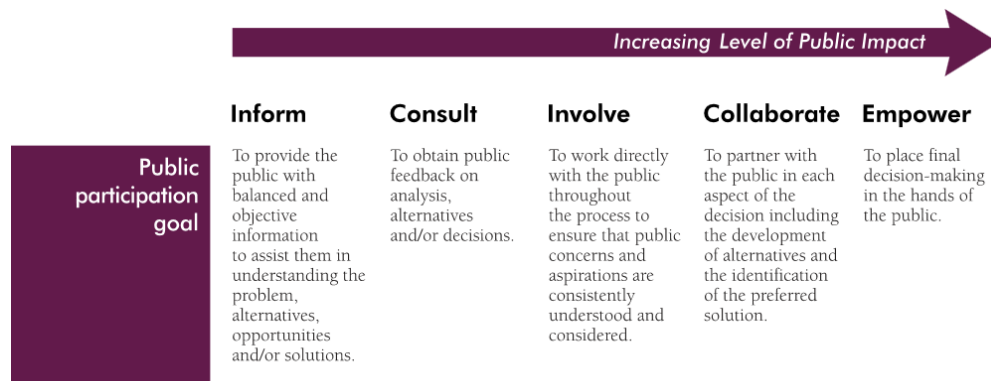 Increasing Level of Public Impact
Inform
Consult
Involve
Collaborate
Empower
Public
participation
goal
To provide the
public with
balanced and
objective
information
to assist them in
understanding the
problem,
alternatives,
opportunities
and/or solutions.
To obtain public
feedback on
analysis,
alternatives
and/or decisions.
To work directly
with the public
throughout
the process to
ensure that public
concerns and
aspirations are
consistently
understood and
considered.
To partner with
the public in each
aspect of the
decision including
the development
of alternatives and
the identification
of the preferred
solution.
To place final
decision-making
in the hands of
the public.